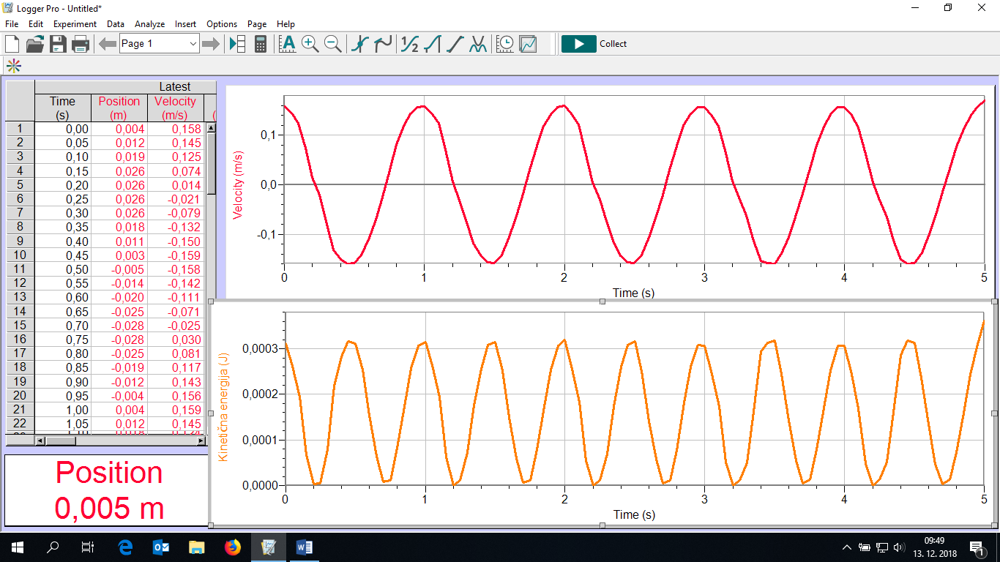 Logger Pro - Untitled*
File Edit Experiment Data Analyze Insert Options Page Help
Page 1
Collect
Latest
Time Position Velocity
(s) (m) (m/s) (
1 0,00 0,004 0,158
2 0,05 0,012 0,145
3 0,10 0,019 0,125
4 0,15 0,026 0,074
5 0,20 0,026 0,014
6 0,25 0,026 -0,021
7 0,30 0,026 -0,079
8 0,35 0,018 -0,132
9 0,40 0,011 -0,150
10 0,45 0,003 -0,159
11 0,50 -0,005 -0,158
12 0,55 -0,014 -0,142
13 0,60 -0,020 -0,111
14 0,65 -0,025 -0,071
15 0,70 -0,028 -0,025
16 0,75 -0,028 0,030
17 0,80 -0,025 0,081
18 0,85 -0,019 0,117
19 0,90 -0,012 0,143
20 0,95 -0,004 0,156
21 1,00 0,004 0,159
22 1,05 0,012 0,145
Position
0,005 m
Velocity (m/s)
0,1
0,0
-0,1
0 1 2 3 4 5
Time (s)
Kinetična energija (J)
0,0003
0,0002
0,0001
0,0000
0 1 2 3 4 5
Time (s)
09:49
13. 12. 2018
1